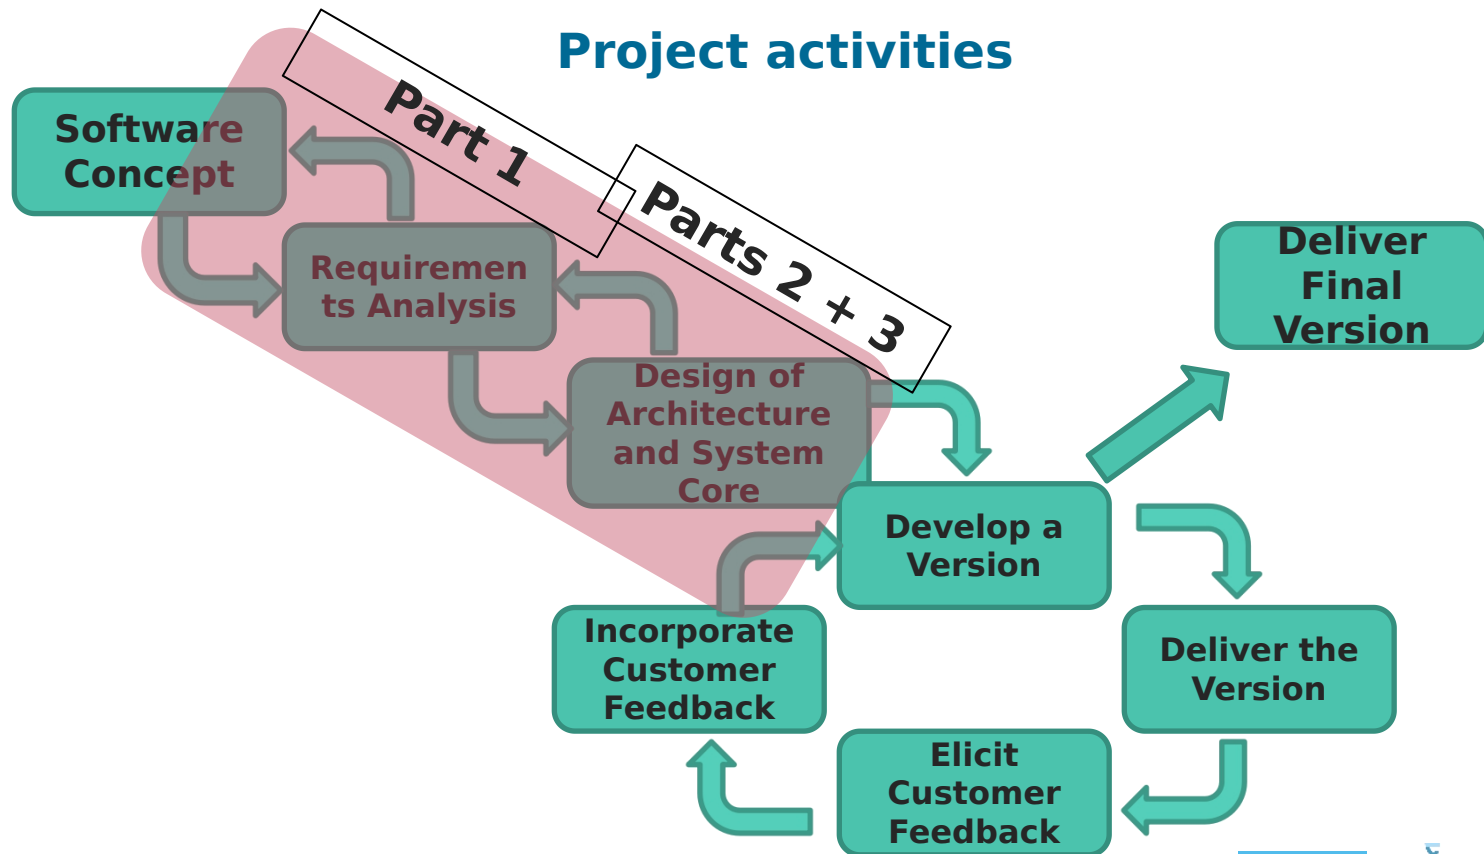 Project activities
Part 1
Software
Concept
Parts 2 + 3
Requiremen
ts Analysis
Deliver
Final
Version
Design of
Architecture
and System
Core
Develop a
Version
Incorporate
Customer
Feedback
Deliver the
Version
Elicit
Customer
Feedback